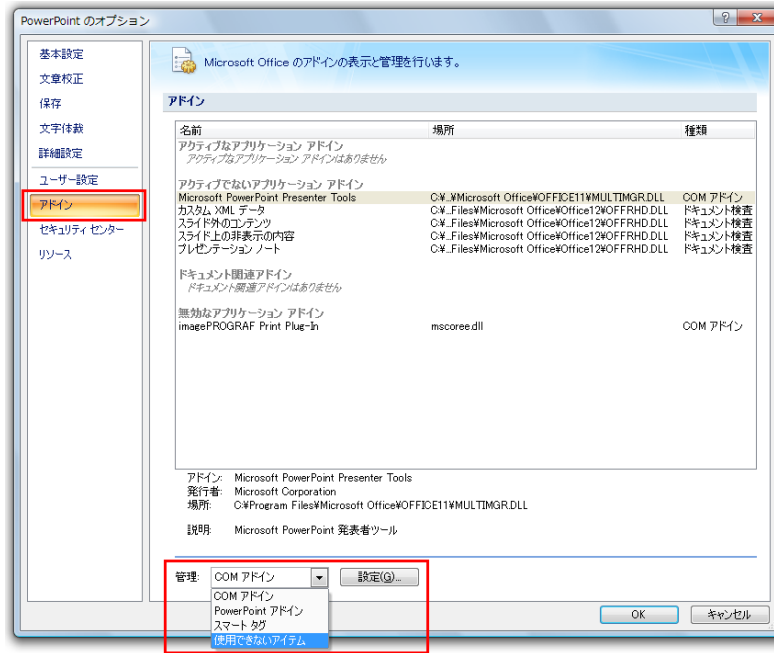 PowerPoint のオプション
基本設定
文章校正
保存
文字体裁
詳細設定
ユーザー設定
アドイン
セキュリティ センター
リソース
Microsoft Office のアドインの表示と管理を行います。
アドイン
名前 場所 種類
アクティブなアプリケーション アドイン
アクティブなアプリケーション アドインはありません
アクティブでないアプリケーション アドイン
Microsoft PowerPoint Presenter Tools C:¥..¥Microsoft Office¥OFFICE11¥MULTIMGR.DLL COM アドイン
カスタム XML データ C:¥..Files¥Microsoft Office¥Office12¥OFFRHD.DLL ドキュメント検査
スライド外のコンテンツ C:¥..Files¥Microsoft Office¥Office12¥OFFRHD.DLL ドキュメント検査
スライド上の非表示の内容 C:¥..Files¥Microsoft Office¥Office12¥OFFRHD.DLL ドキュメント検査
プレゼンテーション ノート C:¥..Files¥Microsoft Office¥Office12¥OFFRHD.DLL ドキュメント検査
ドキュメント関連アドイン
ドキュメント関連アドインはありません
無効なアプリケーション アドイン
imagePROGRAF Print Plug-In mscoree.dll COM アドイン
アドイン: Microsoft PowerPoint Presenter Tools
発行者: Microsoft Corporation
場所: C:¥Program Files¥Microsoft Office¥OFFICE11¥MULTIMGR.DLL
説明: Microsoft PowerPoint 発表者ツール
管理: COM アドイン 設定(G)...
COM アドイン
PowerPoint アドイン
スマート タグ
使用できないアイテム
OK キャンセル